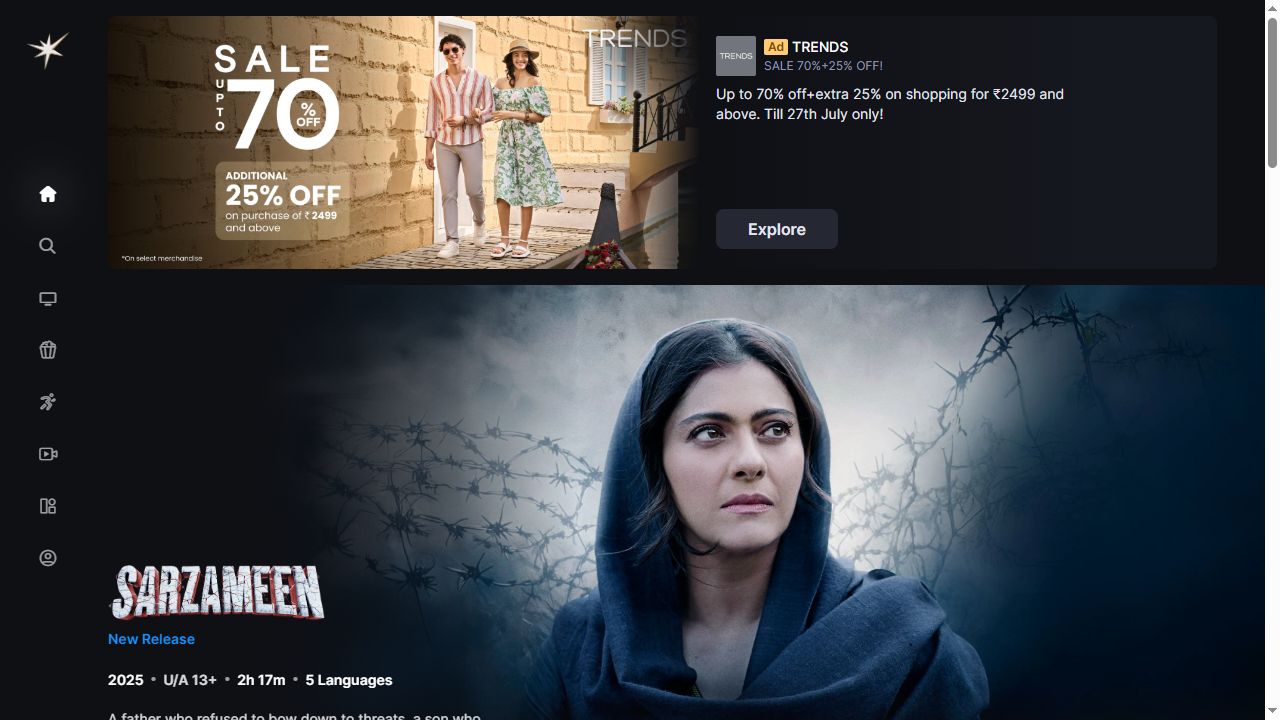 SALE
UPTO
70
% OFF
ADDITIONAL
25% OFF
on purchase of ₹ 2499
and above
*On select merchandise
TRENDS
TRENDS
Ad TRENDS
SALE 70%+25% OFF!
Up to 70% off+extra 25% on shopping for ₹2499 and
above. Till 27th July only!
Explore
SARZAMEEN
New Release
2025 • U/A 13+ • 2h 17m • 5 Languages
A father who refused to bow down to threats, a son who